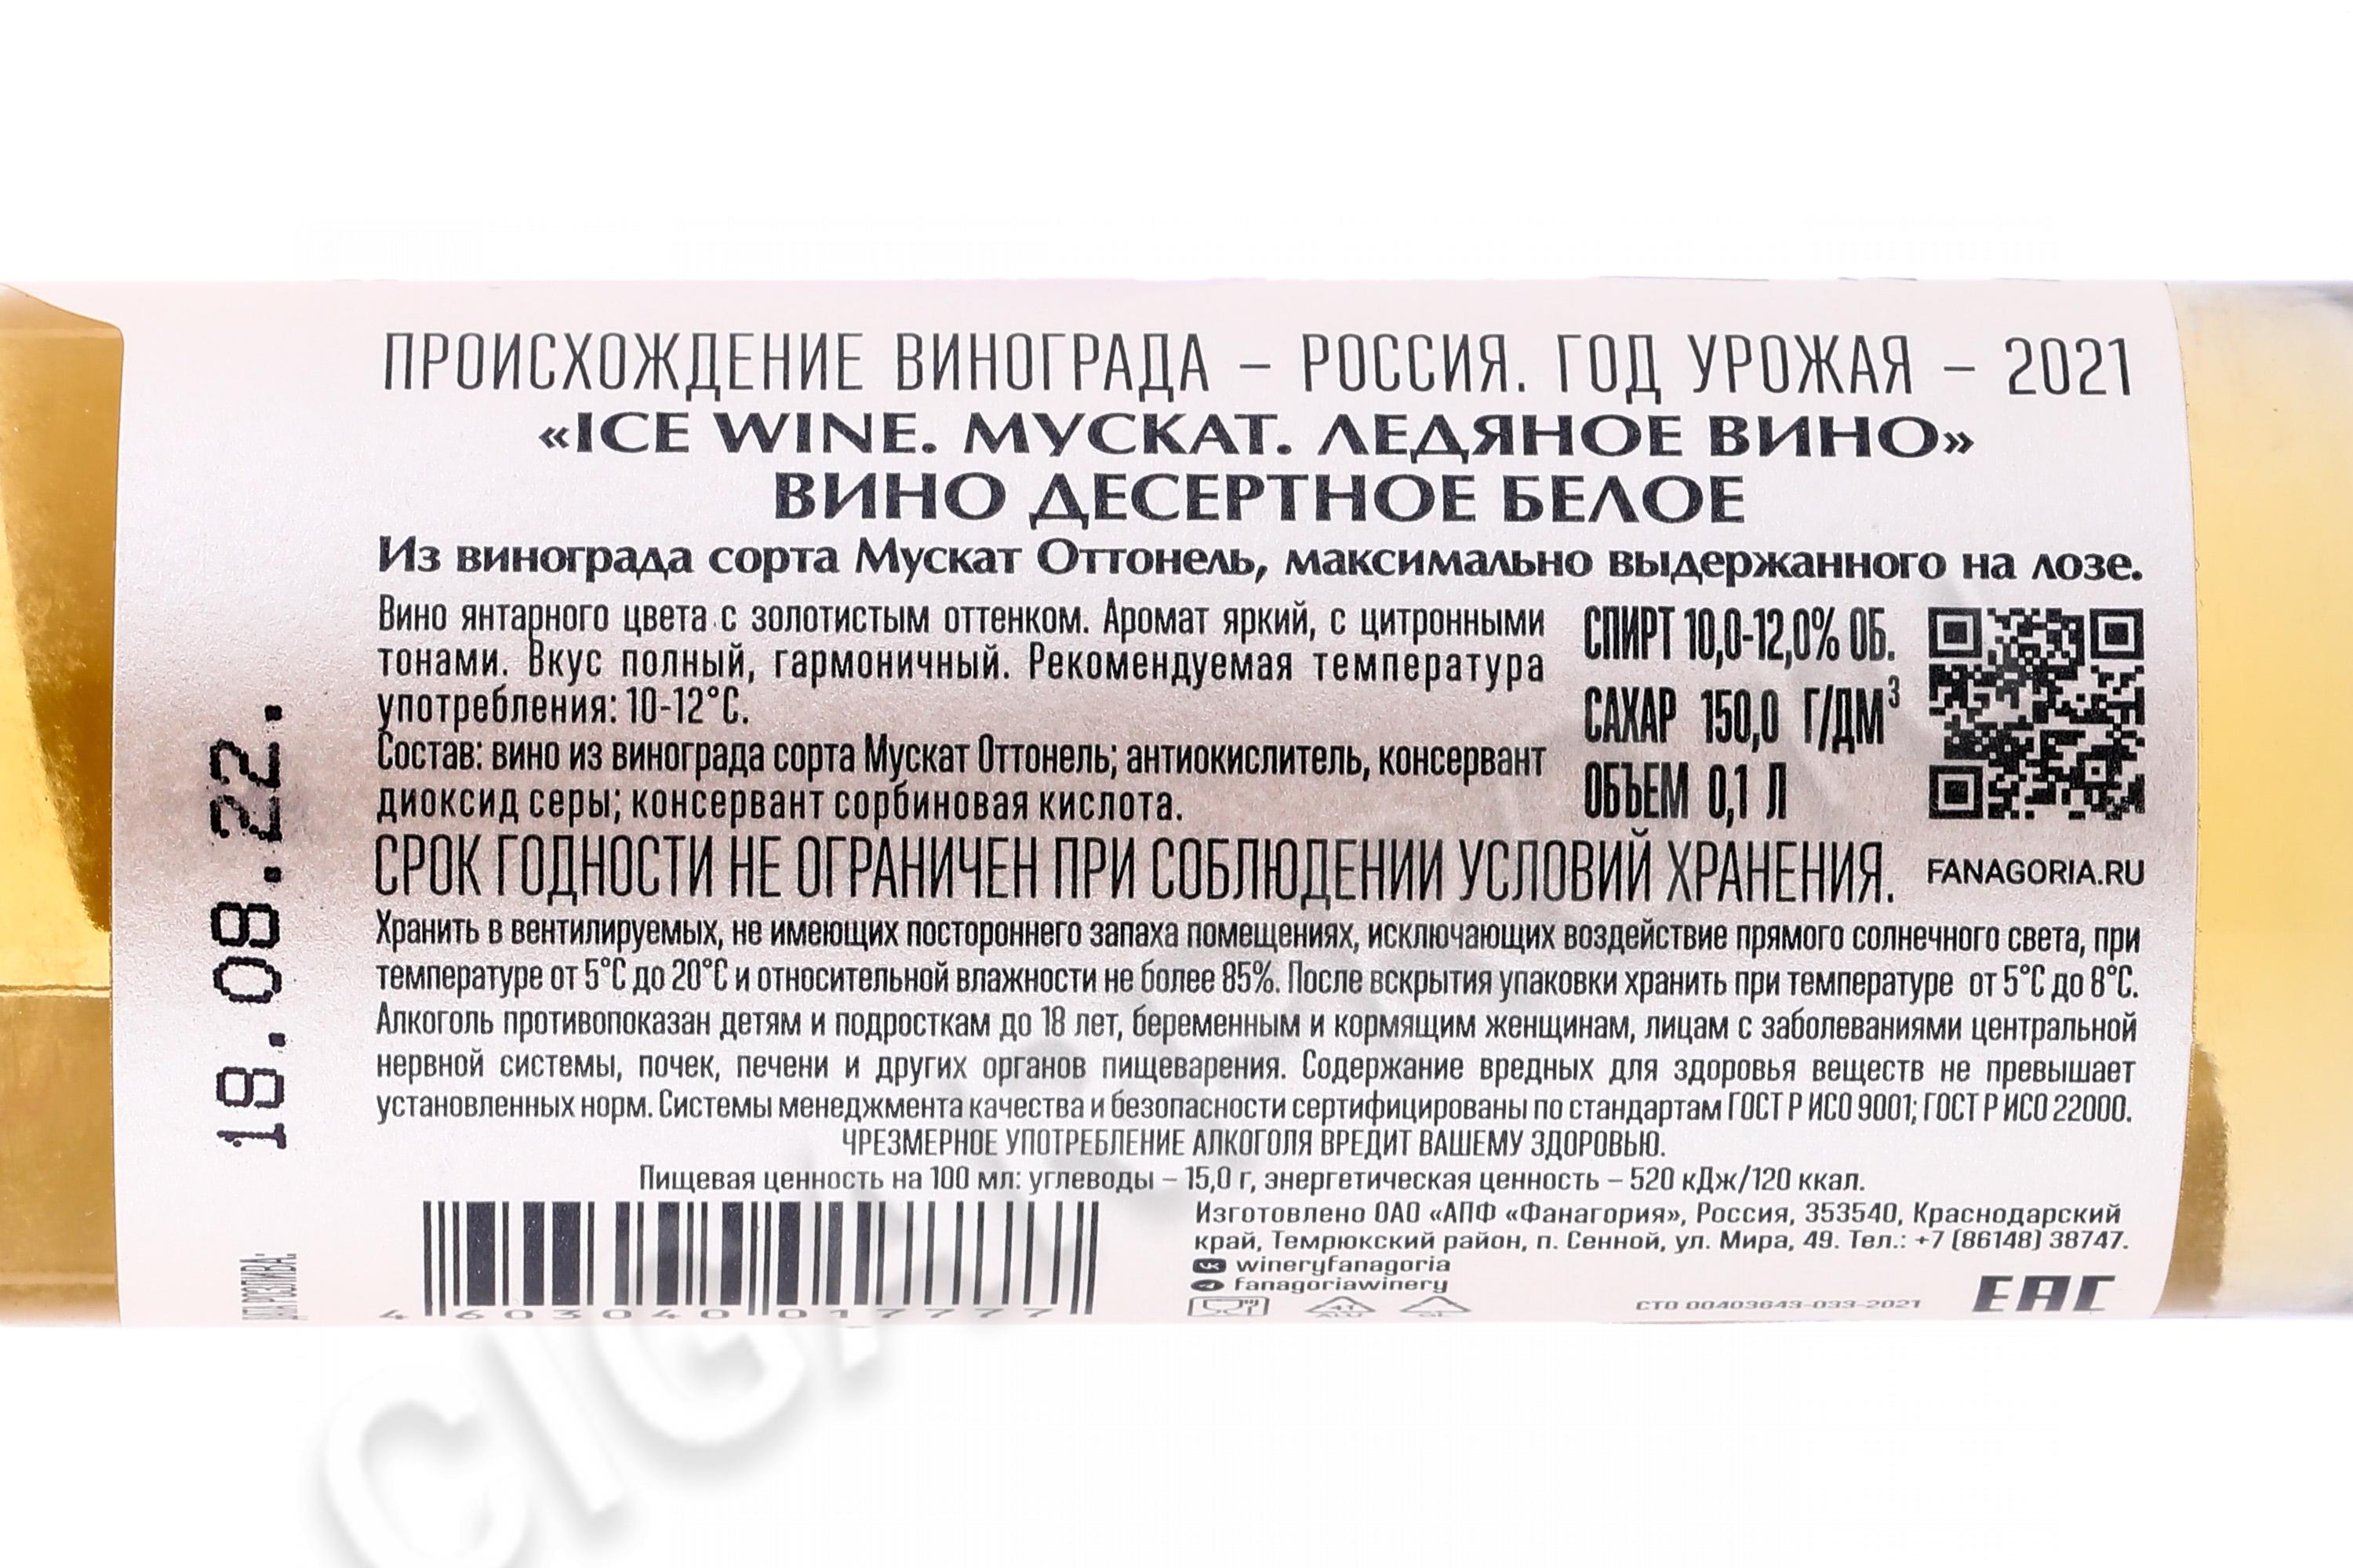 ПРОИСХОЖДЕНИЕ ВИНОГРАДА – РОССИЯ. ГОД УРОЖАЯ – 2021
«ICE WINE. МУСКАТ. ЛЕДЯНОЕ ВИНО»
ВИНО ДЕСЕРТНОЕ БЕЛОЕ
Из винограда сорта Мускат Оттонель, максимально выдержанного на лозе.
Вино янтарного цвета с золотистым оттенком. Аромат яркий, с цитронными
тонами. Вкус полный, гармоничный. Рекомендуемая температура
употребления: 10-12°C.
Состав: вино из винограда сорта Мускат Оттонель; антиокислитель, консервант
диоксид серы; консервант сорбиновая кислота.
СПИРТ 10,0-12,0% ОБ.
САХАР 150,0 Г/ДМ³
ОБЪЕМ 0,1 Л
FANAGORIA.RU
СРОК ГОДНОСТИ НЕ ОГРАНИЧЕН ПРИ СОБЛЮДЕНИИ УСЛОВИЙ ХРАНЕНИЯ.
Хранить в вентилируемых, не имеющих постороннего запаха помещениях, исключающих воздействие прямого солнечного света, при
температуре от 5°C до 20°C и относительной влажности не более 85%. После вскрытия упаковки хранить при температуре от 5°C до 8°C.
Алкоголь противопоказан детям и подросткам до 18 лет, беременным и кормящим женщинам, лицам с заболеваниями центральной
нервной системы, почек, печени и других органов пищеварения. Содержание вредных для здоровья веществ не превышает
установленных норм. Системы менеджмента качества и безопасности сертифицированы по стандартам ГОСТ Р ИСО 9001; ГОСТ Р ИСО 22000.
ЧРЕЗМЕРНОЕ УПОТРЕБЛЕНИЕ АЛКОГОЛЯ ВРЕДИТ ВАШЕМУ ЗДОРОВЬЮ.
Пищевая ценность на 100 мл: углеводы – 15,0 г, энергетическая ценность – 520 кДж/120 ккал.
Изготовлено ОАО «АПФ «Фанагория», Россия, 353540, Краснодарский
край, Темрюкский район, п. Сенной, ул. Мира, 49. Тел.: +7 (86148) 38747.
wineryfanagoria
fanagoriawinery
41
ALU
GL
СТО 00403643-033-2021
EAC
4 603040 017777
ДАТА РОЗЛИВА:
18.08.22.